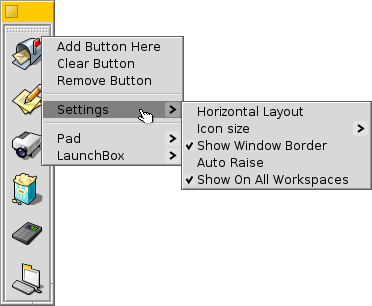 Add Button Here
Clear Button
Remove Button
Settings
Pad
LaunchBox
Horizontal Layout
Icon size
Show Window Border
Auto Raise
Show On All Workspaces